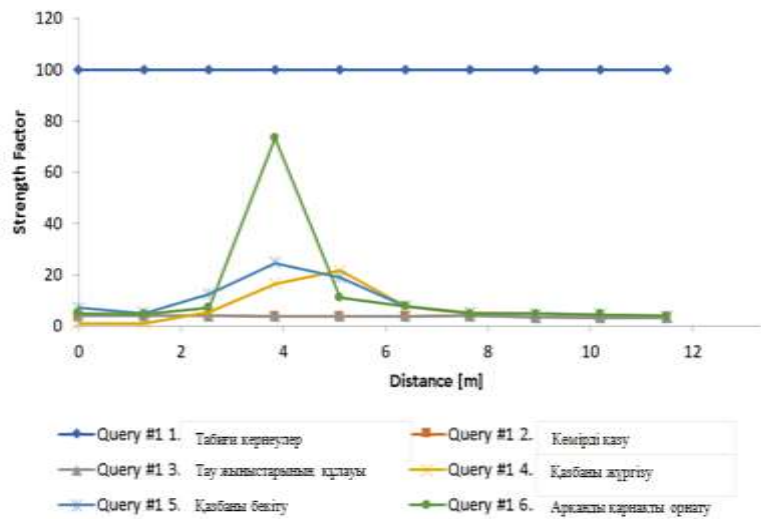 120
100
80
60
40
20
0
Strength Factor
0 2 4 6 8 10 12
Distance [m]
Query #1 1. Табиғи кернеулер
Query #1 2. Кемірді қазу
Query #1 3. Тау жыныстарының құлауы
Query #1 4. Қазбаны жүргізу
Query #1 5. Қазбаны бекіту
Query #1 6. Арқанды қарнақты орнату